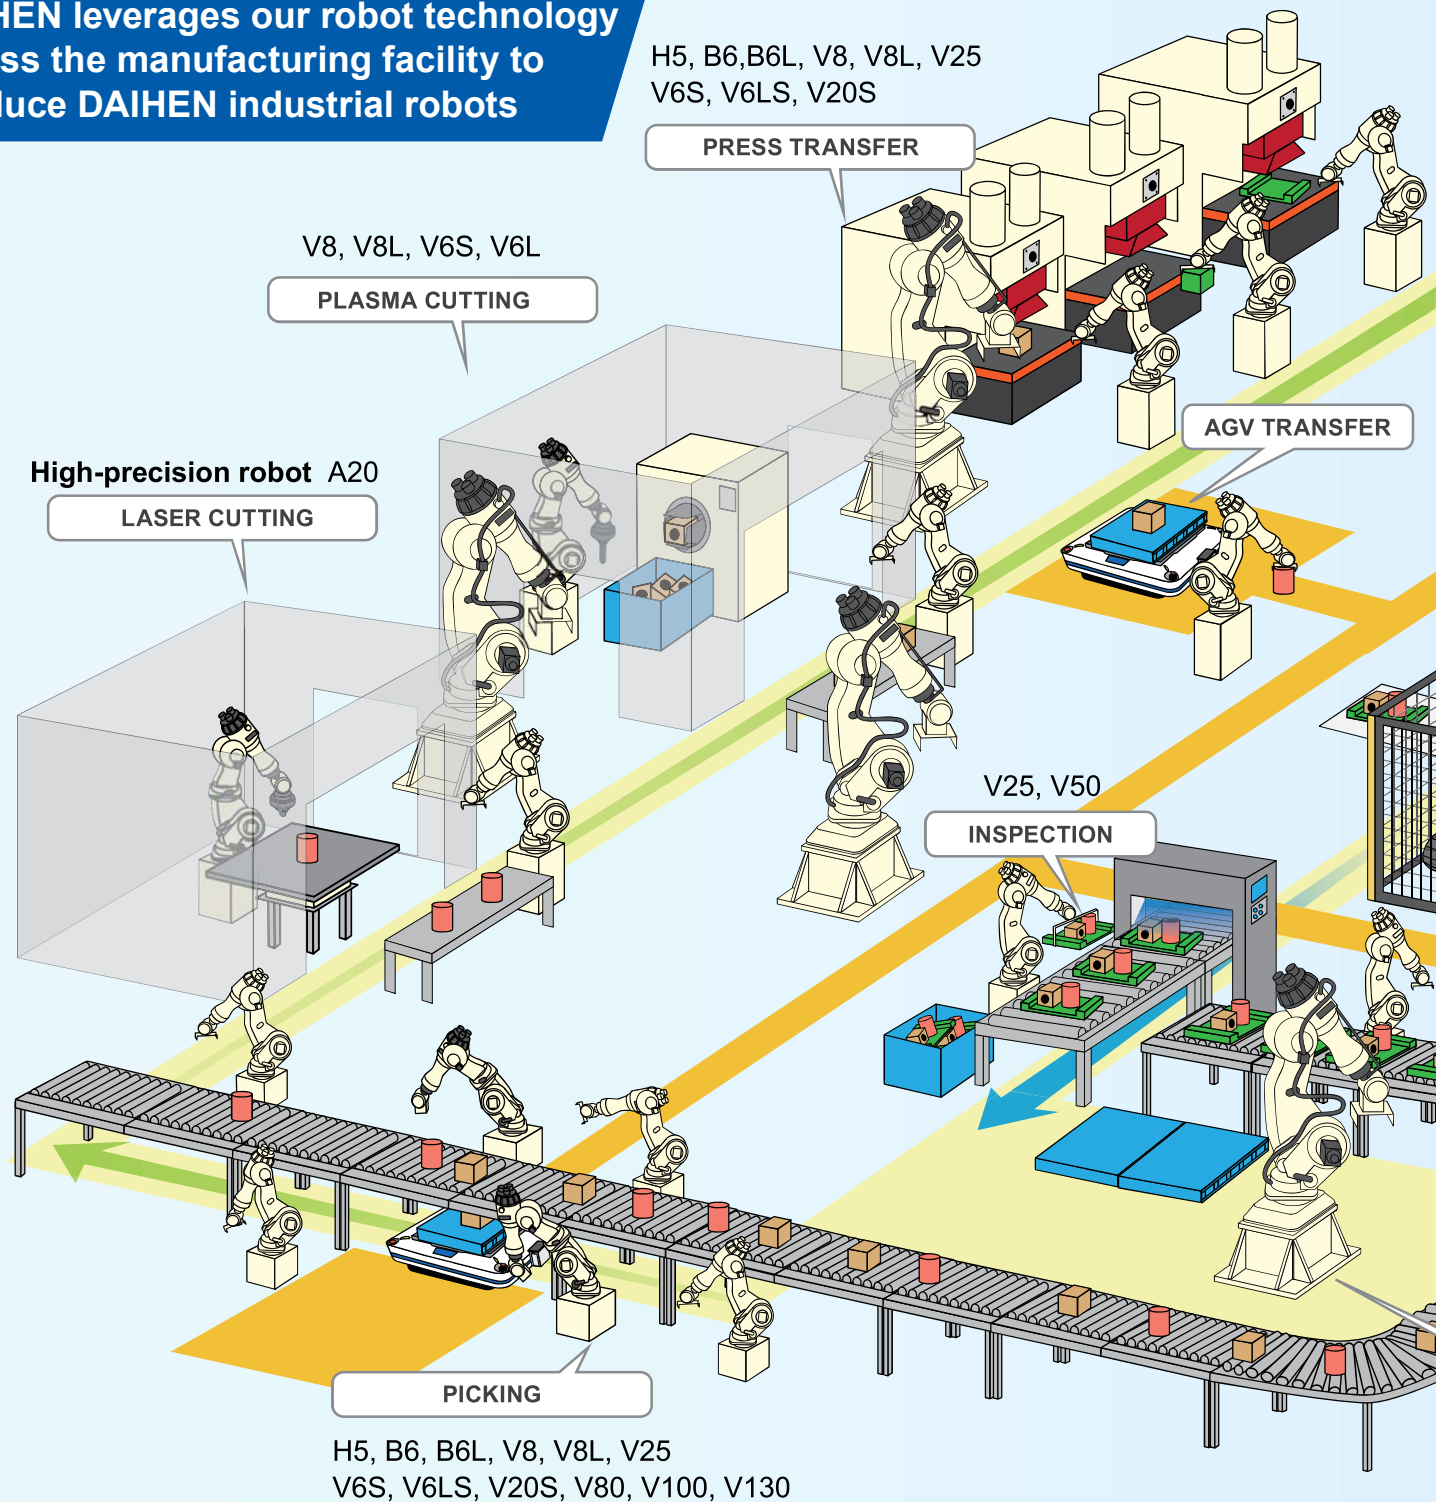 HEN leverages our robot technology
ss the manufacturing facility to
duce DAIHEN industrial robots
H5, B6,B6L, V8, V8L, V25
V6S, V6LS, V20S
PRESS TRANSFER
V8, V8L, V6S, V6L
PLASMA CUTTING
AGV TRANSFER
High-precision robot A20
LASER CUTTING
V25, V50
INSPECTION
PICKING
H5, B6, B6L, V8, V8L, V25
V6S, V6LS, V20S, V80, V100, V130